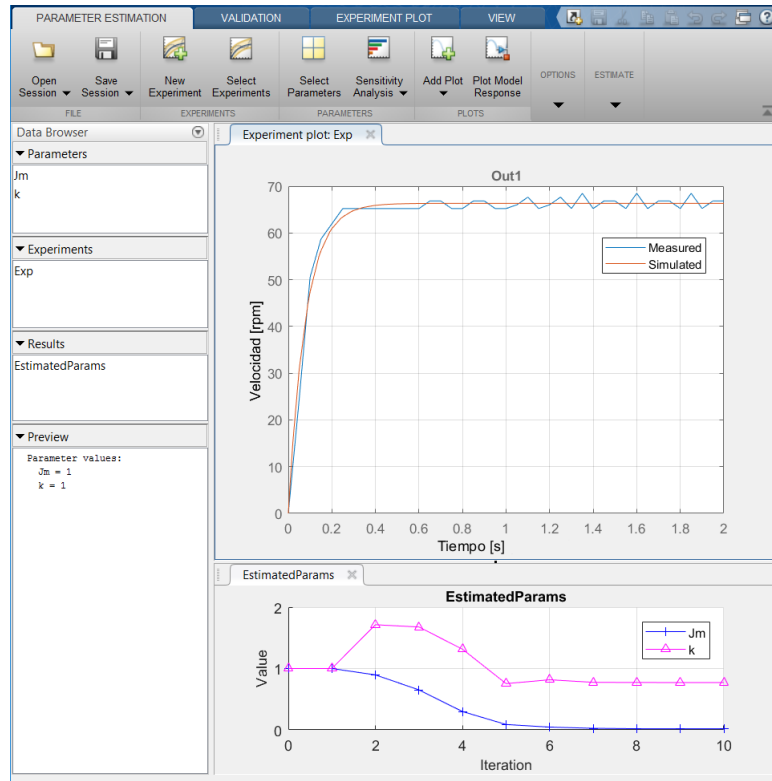 PARAMETER ESTIMATION VALIDATION EXPERIMENT PLOT VIEW
Open Session Save Session New Experiment Select Experiments Select Parameters Sensitivity Analysis Add Plot Plot Model Response OPTIONS ESTIMATE
FILE EXPERIMENTS PARAMETERS PLOTS
Data Browser
Parameters
Jm
k
Experiments
Exp
Results
EstimatedParams
Preview
Parameter values:
Jm = 1
k = 1
Experiment plot: Exp
Out1
70
60
50
40
30
20
10
0
Velocidad [rpm]
Measured
Simulated
0 0.2 0.4 0.6 0.8 1 1.2 1.4 1.6 1.8 2
Tiempo [s]
EstimatedParams
EstimatedParams
2
1
0
Value
Jm
k
0 2 4 6 8 10
Iteration